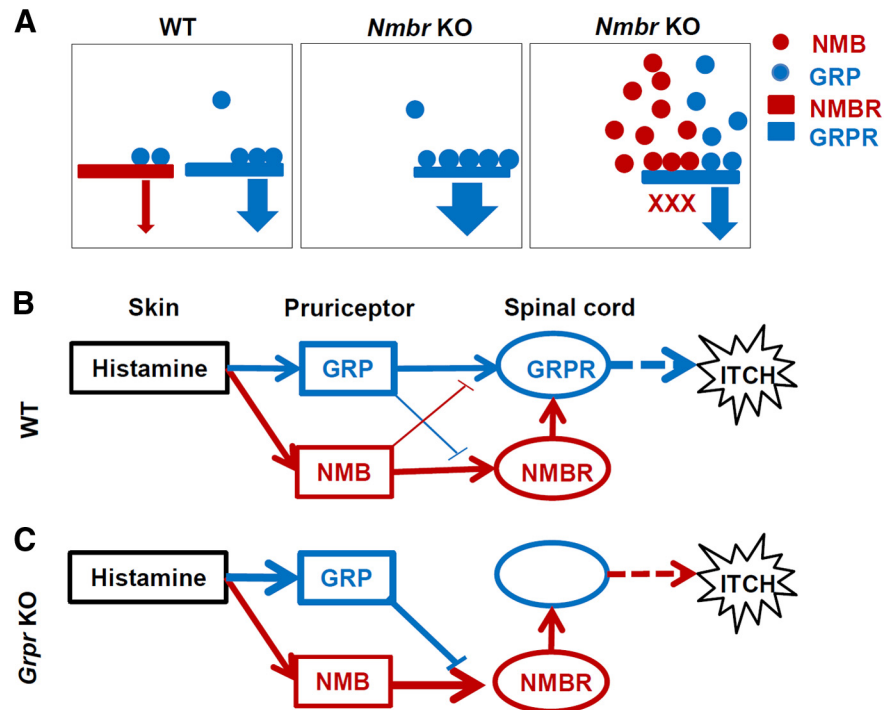 A
WT
Nmbr KO
Nmbr KO
NMB
GRP
NMBR
GRPR
XXX
B
Skin
Pruriceptor
Spinal cord
WT
Histamine
GRP
GRPR
ITCH
NMB
NMBR
C
Grpr KO
Histamine
GRP
ITCH
NMB
NMBR